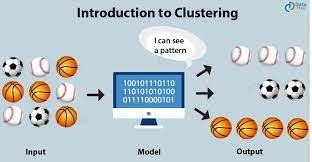 Introduction to Clustering
I can see
a pattern
100101110110
110101010100
011110000101
Input
Model
Output